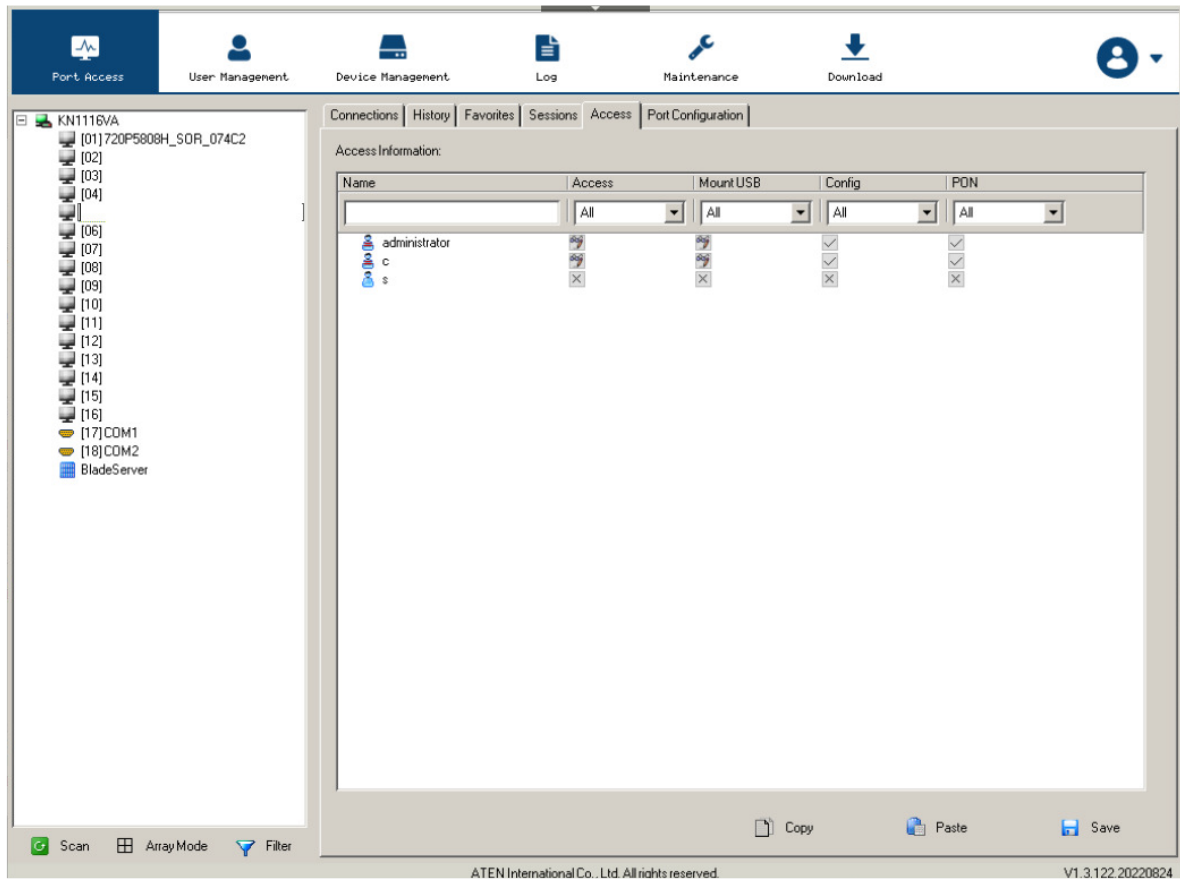 Port Access User Management Device Management Log Maintenance Download
KN1116VA
[01]720P5808H_SOR_074C2
[02]
[03]
[04]
[06]
[07]
[08]
[09]
[10]
[11]
[12]
[13]
[14]
[15]
[16]
[17]COM1
[18]COM2
BladeServer
Scan Array Mode Filter
Connections History Favorites Sessions Access Port Configuration
Access Information:
Name Access Mount USB Config PON
All All All All
administrator
c
s
Copy Paste Save
ATEN International Co., Ltd. All rights reserved.
V1.3.122.20220824